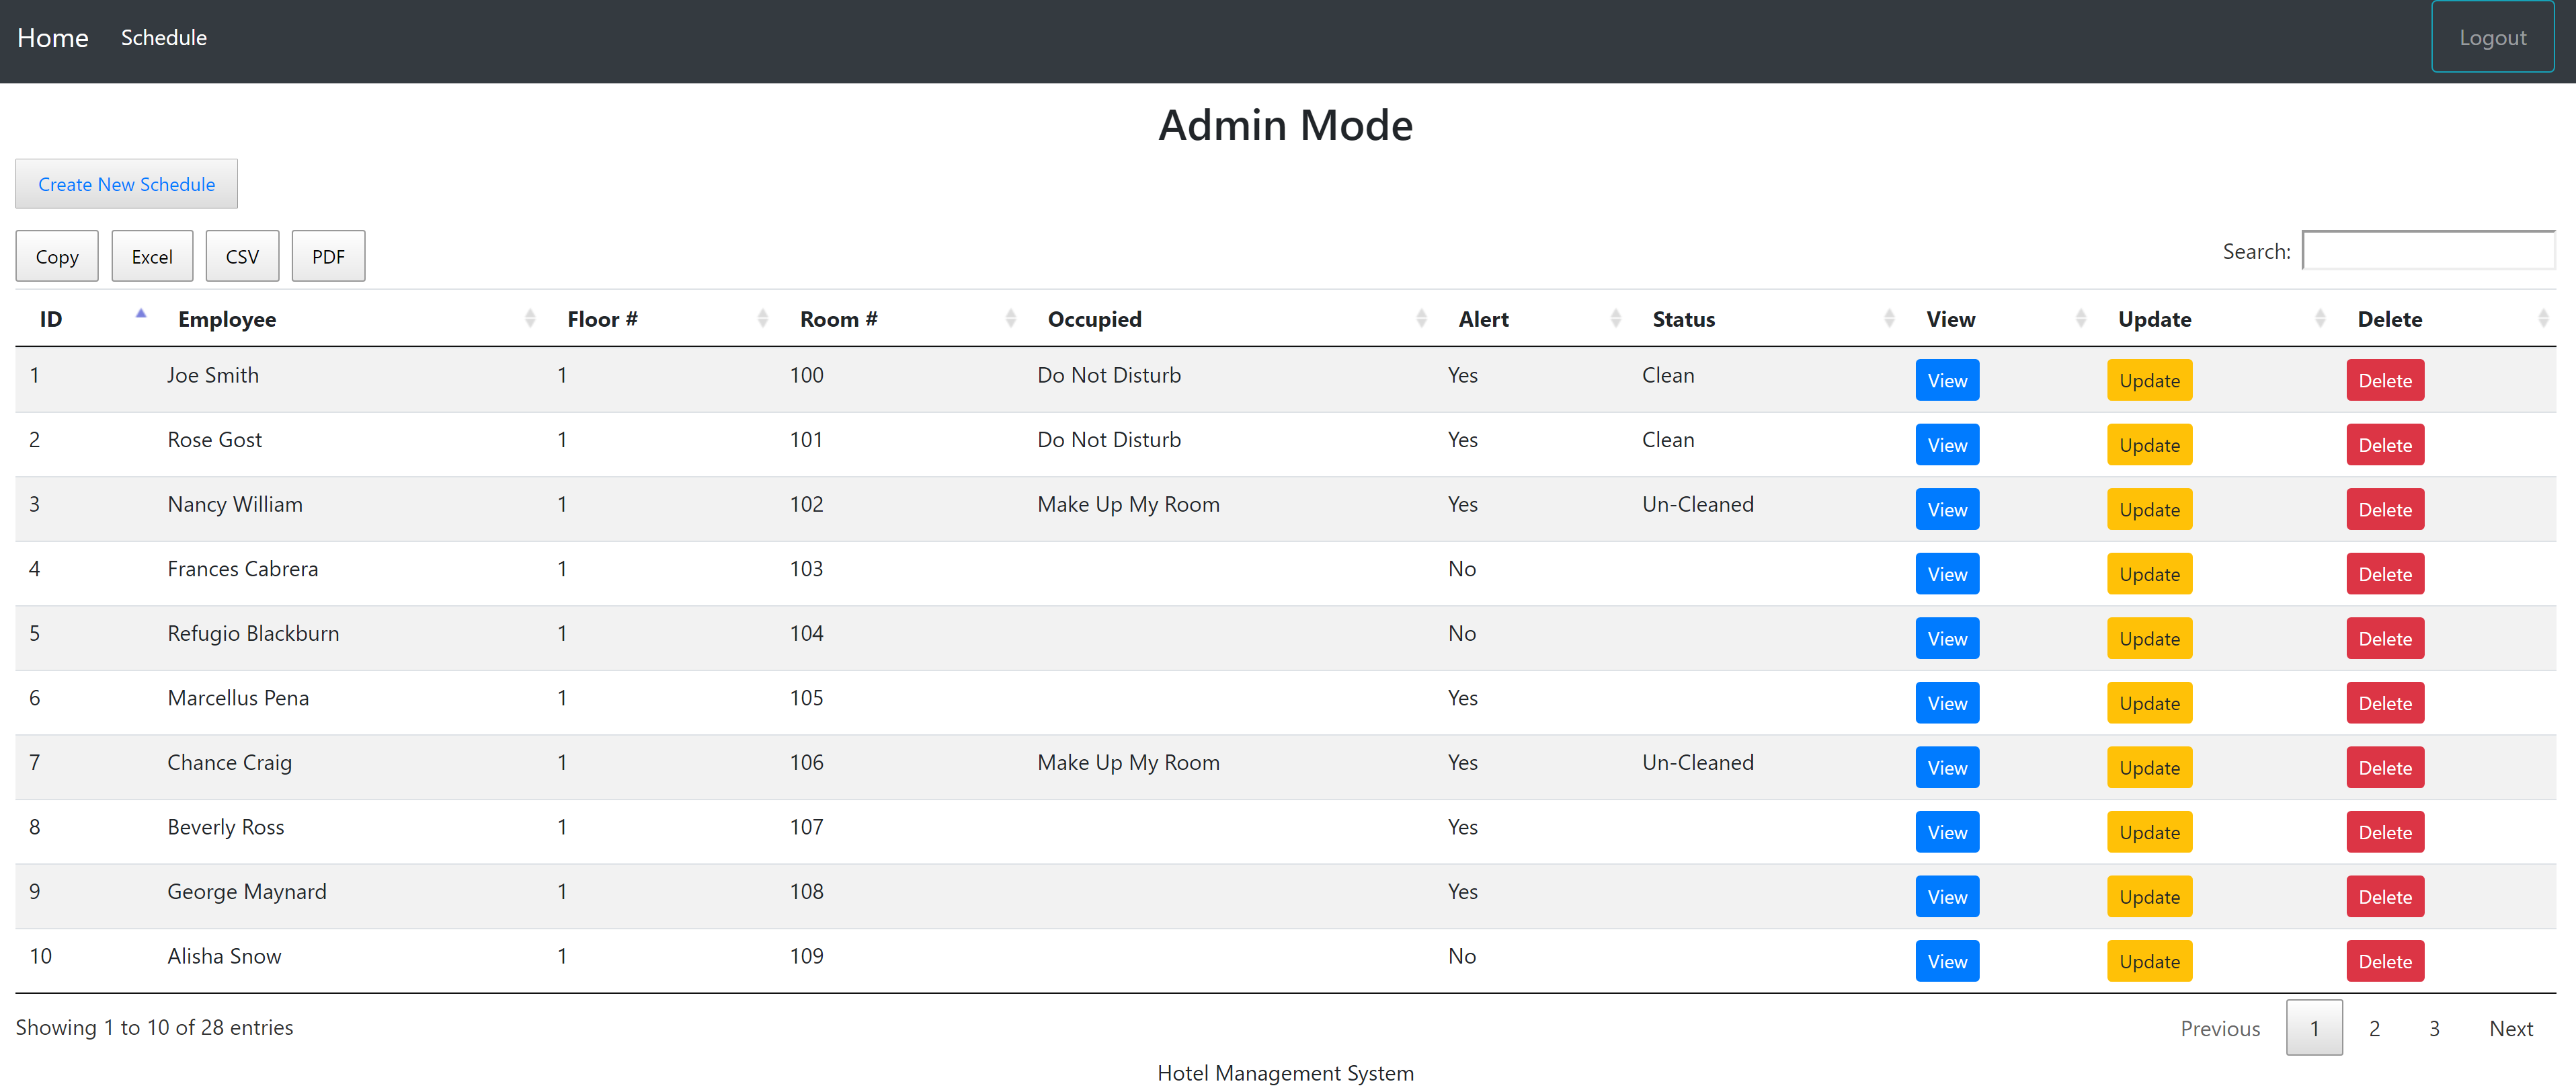 Home Schedule Logout
Admin Mode
Create New Schedule
Copy Excel CSV PDF Search:
ID Employee Floor # Room # Occupied Alert Status View Update Delete
1 Joe Smith 1 100 Do Not Disturb Yes Clean View Update Delete
2 Rose Gost 1 101 Do Not Disturb Yes Clean View Update Delete
3 Nancy William 1 102 Make Up My Room Yes Un-Cleaned View Update Delete
4 Frances Cabrera 1 103 No View Update Delete
5 Refugio Blackburn 1 104 No View Update Delete
6 Marcellus Pena 1 105 Yes View Update Delete
7 Chance Craig 1 106 Make Up My Room Yes Un-Cleaned View Update Delete
8 Beverly Ross 1 107 Yes View Update Delete
9 George Maynard 1 108 Yes View Update Delete
10 Alisha Snow 1 109 No View Update Delete
Showing 1 to 10 of 28 entries Previous 1 2 3 Next
Hotel Management System